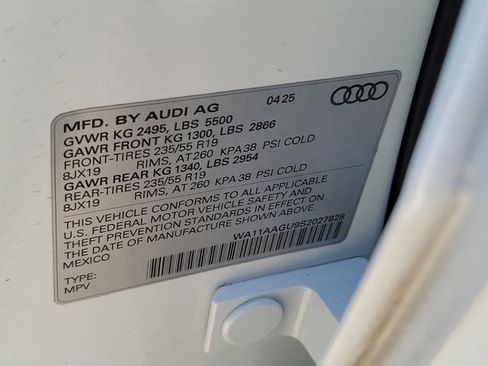 MFD. BY AUDI AG 04 25
GVWR KG 2495, LBS 5500
GAWR FRONT KG 1300, LBS 2866
FRONT-TIRES 235/55 R19
8JX19 RIMS, AT 260 KPA 38 PSI COLD
GAWR REAR KG 1340, LBS 2954
REAR-TIRES 235/55 R19
8JX19 RIMS, AT 260 KPA 38 PSI COLD
THIS VEHICLE CONFORMS TO ALL APPLICABLE
U.S. FEDERAL MOTOR VEHICLE SAFETY AND
THEFT PREVENTION STANDARDS IN EFFECT ON
THE DATE OF MANUFACTURE SHOWN ABOVE.
MEXICO
WA11AAGU9S2027828
TYPE:
MPV